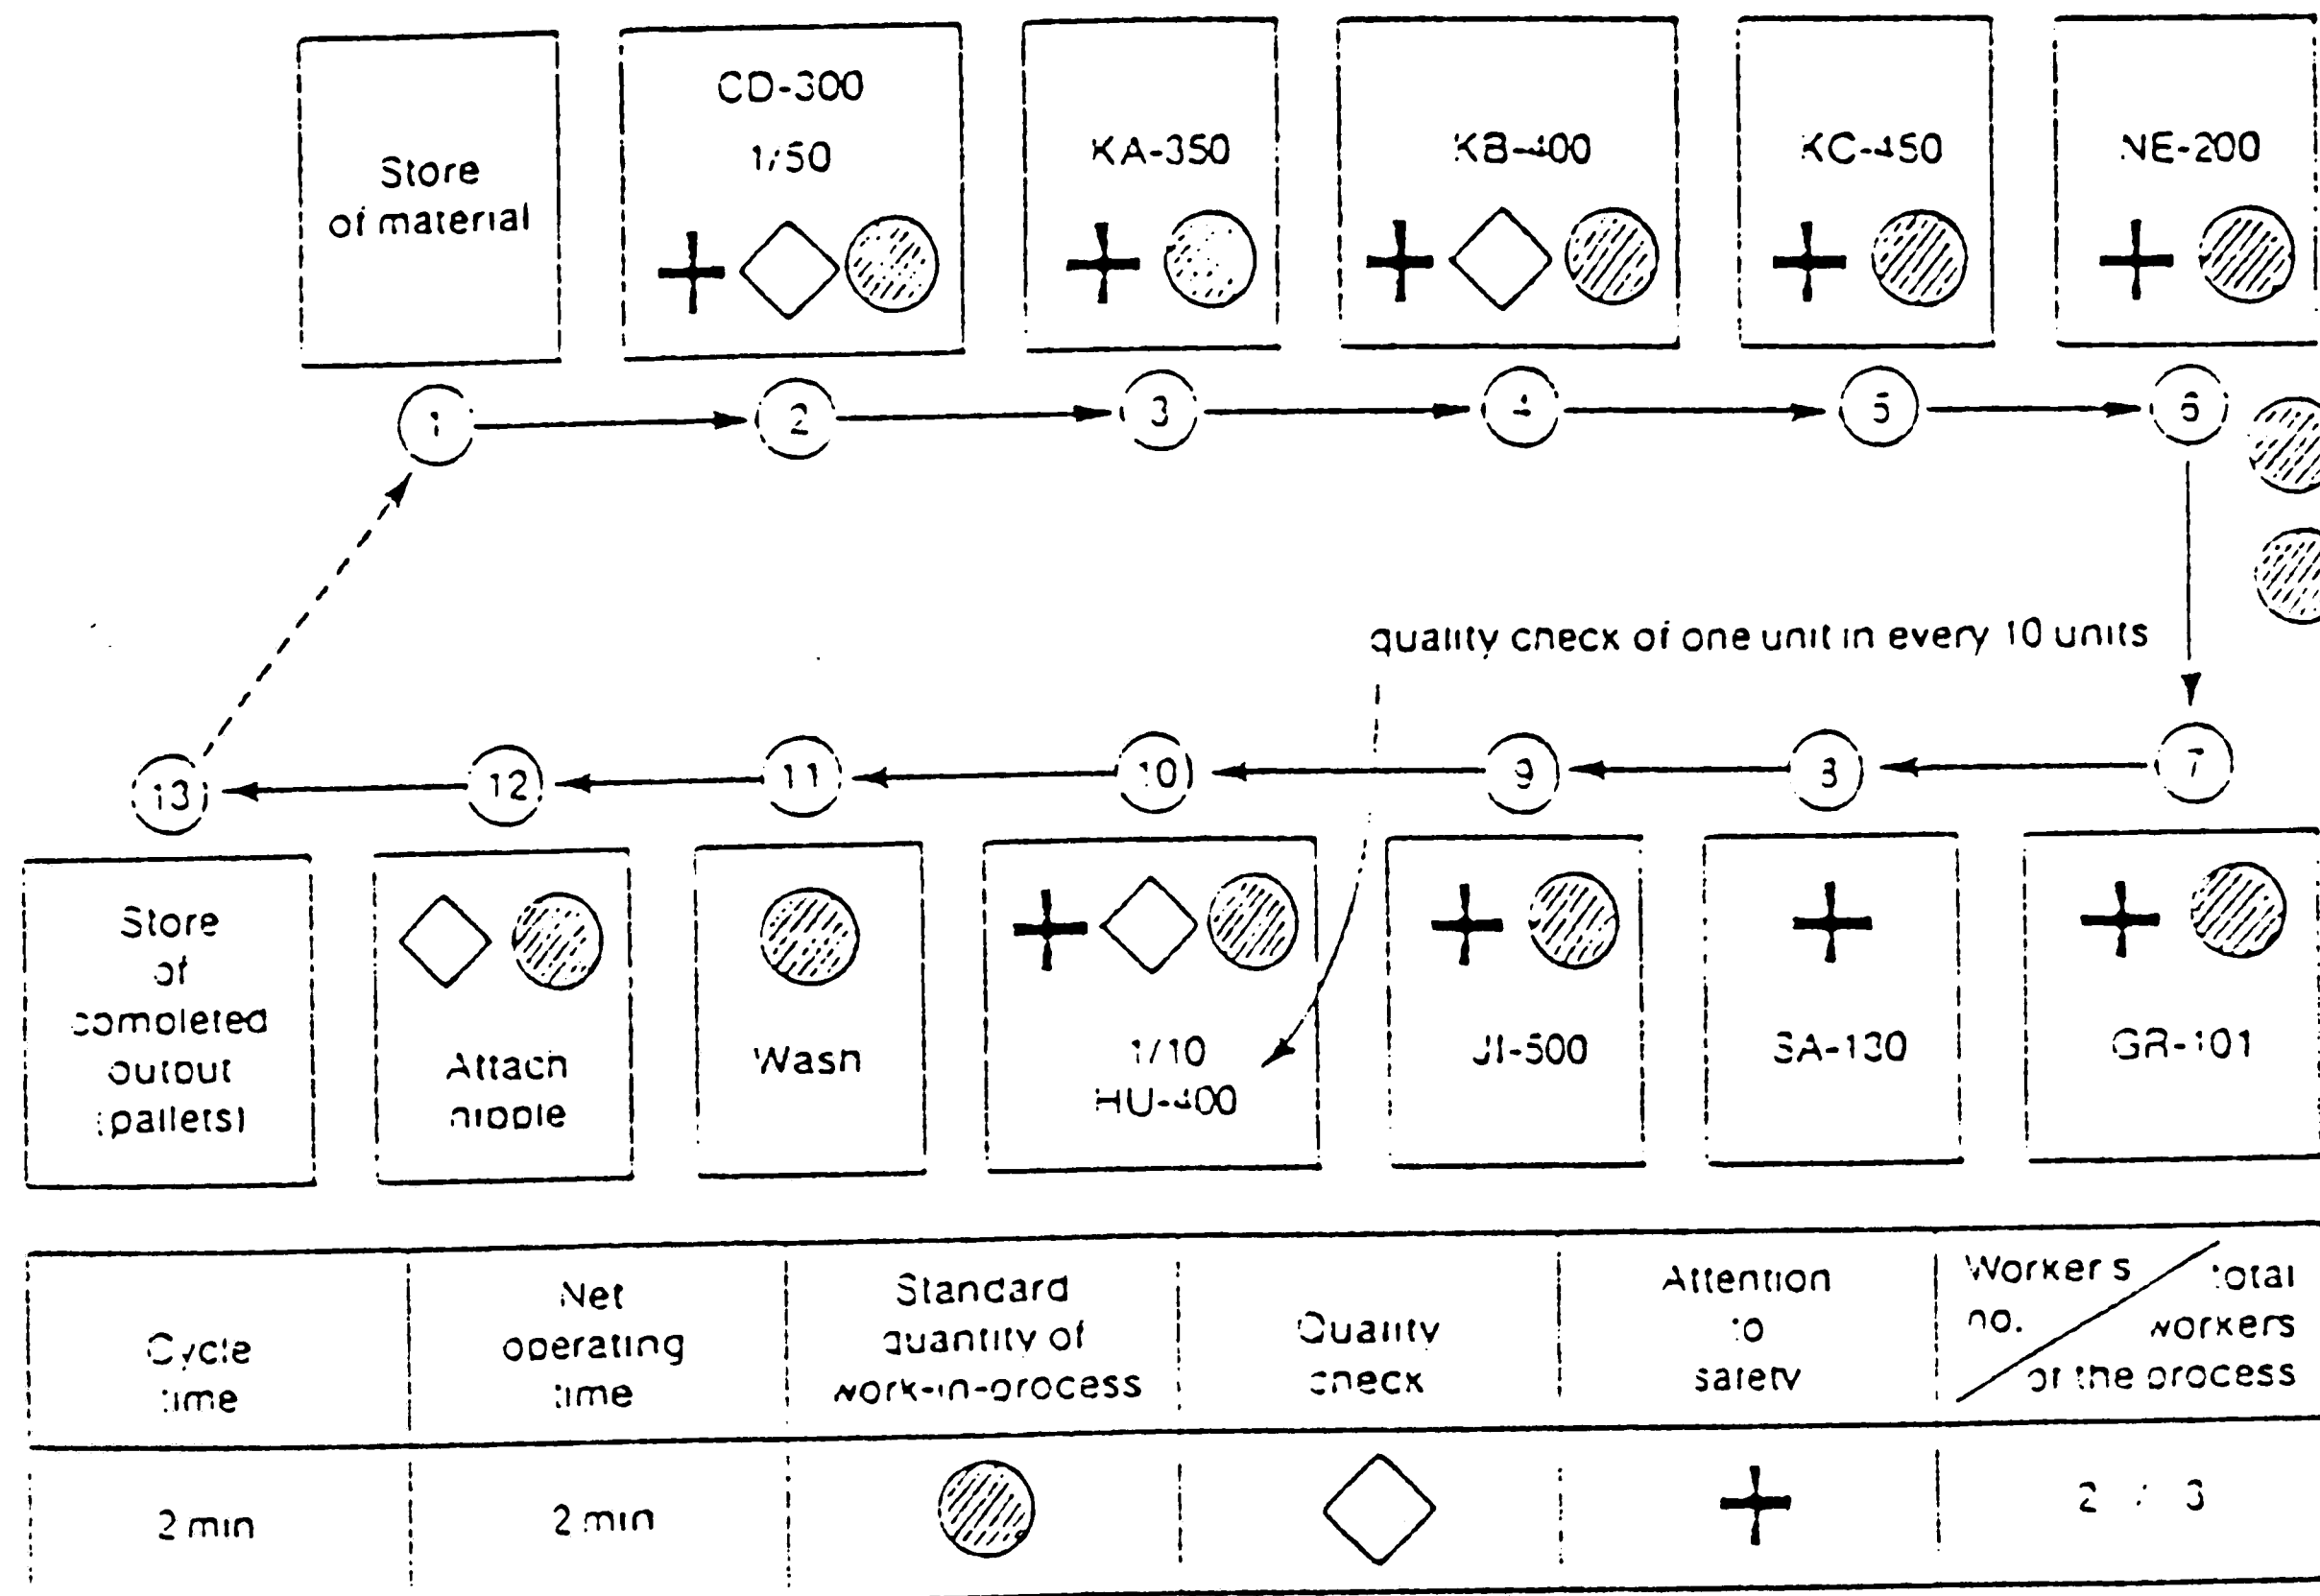 Store
of material
CD-300
1/50
KA-350
KB-400
KC-450
NE-200
1
2
3
4
5
6
quality check of one unit in every 10 units
13
12
11
10
9
8
7
Store
of
completed
output
(pallets)
Attach
nipple
Wash
1/10
HU-400
JI-500
SA-130
GR-101
Cycle
time
Net
operating
time
Standard
quantity of
work-in-process
Quality
check
Attention
to
safety
Worker's
no.
total
workers
of the process
2 min
2 min
2 / 3